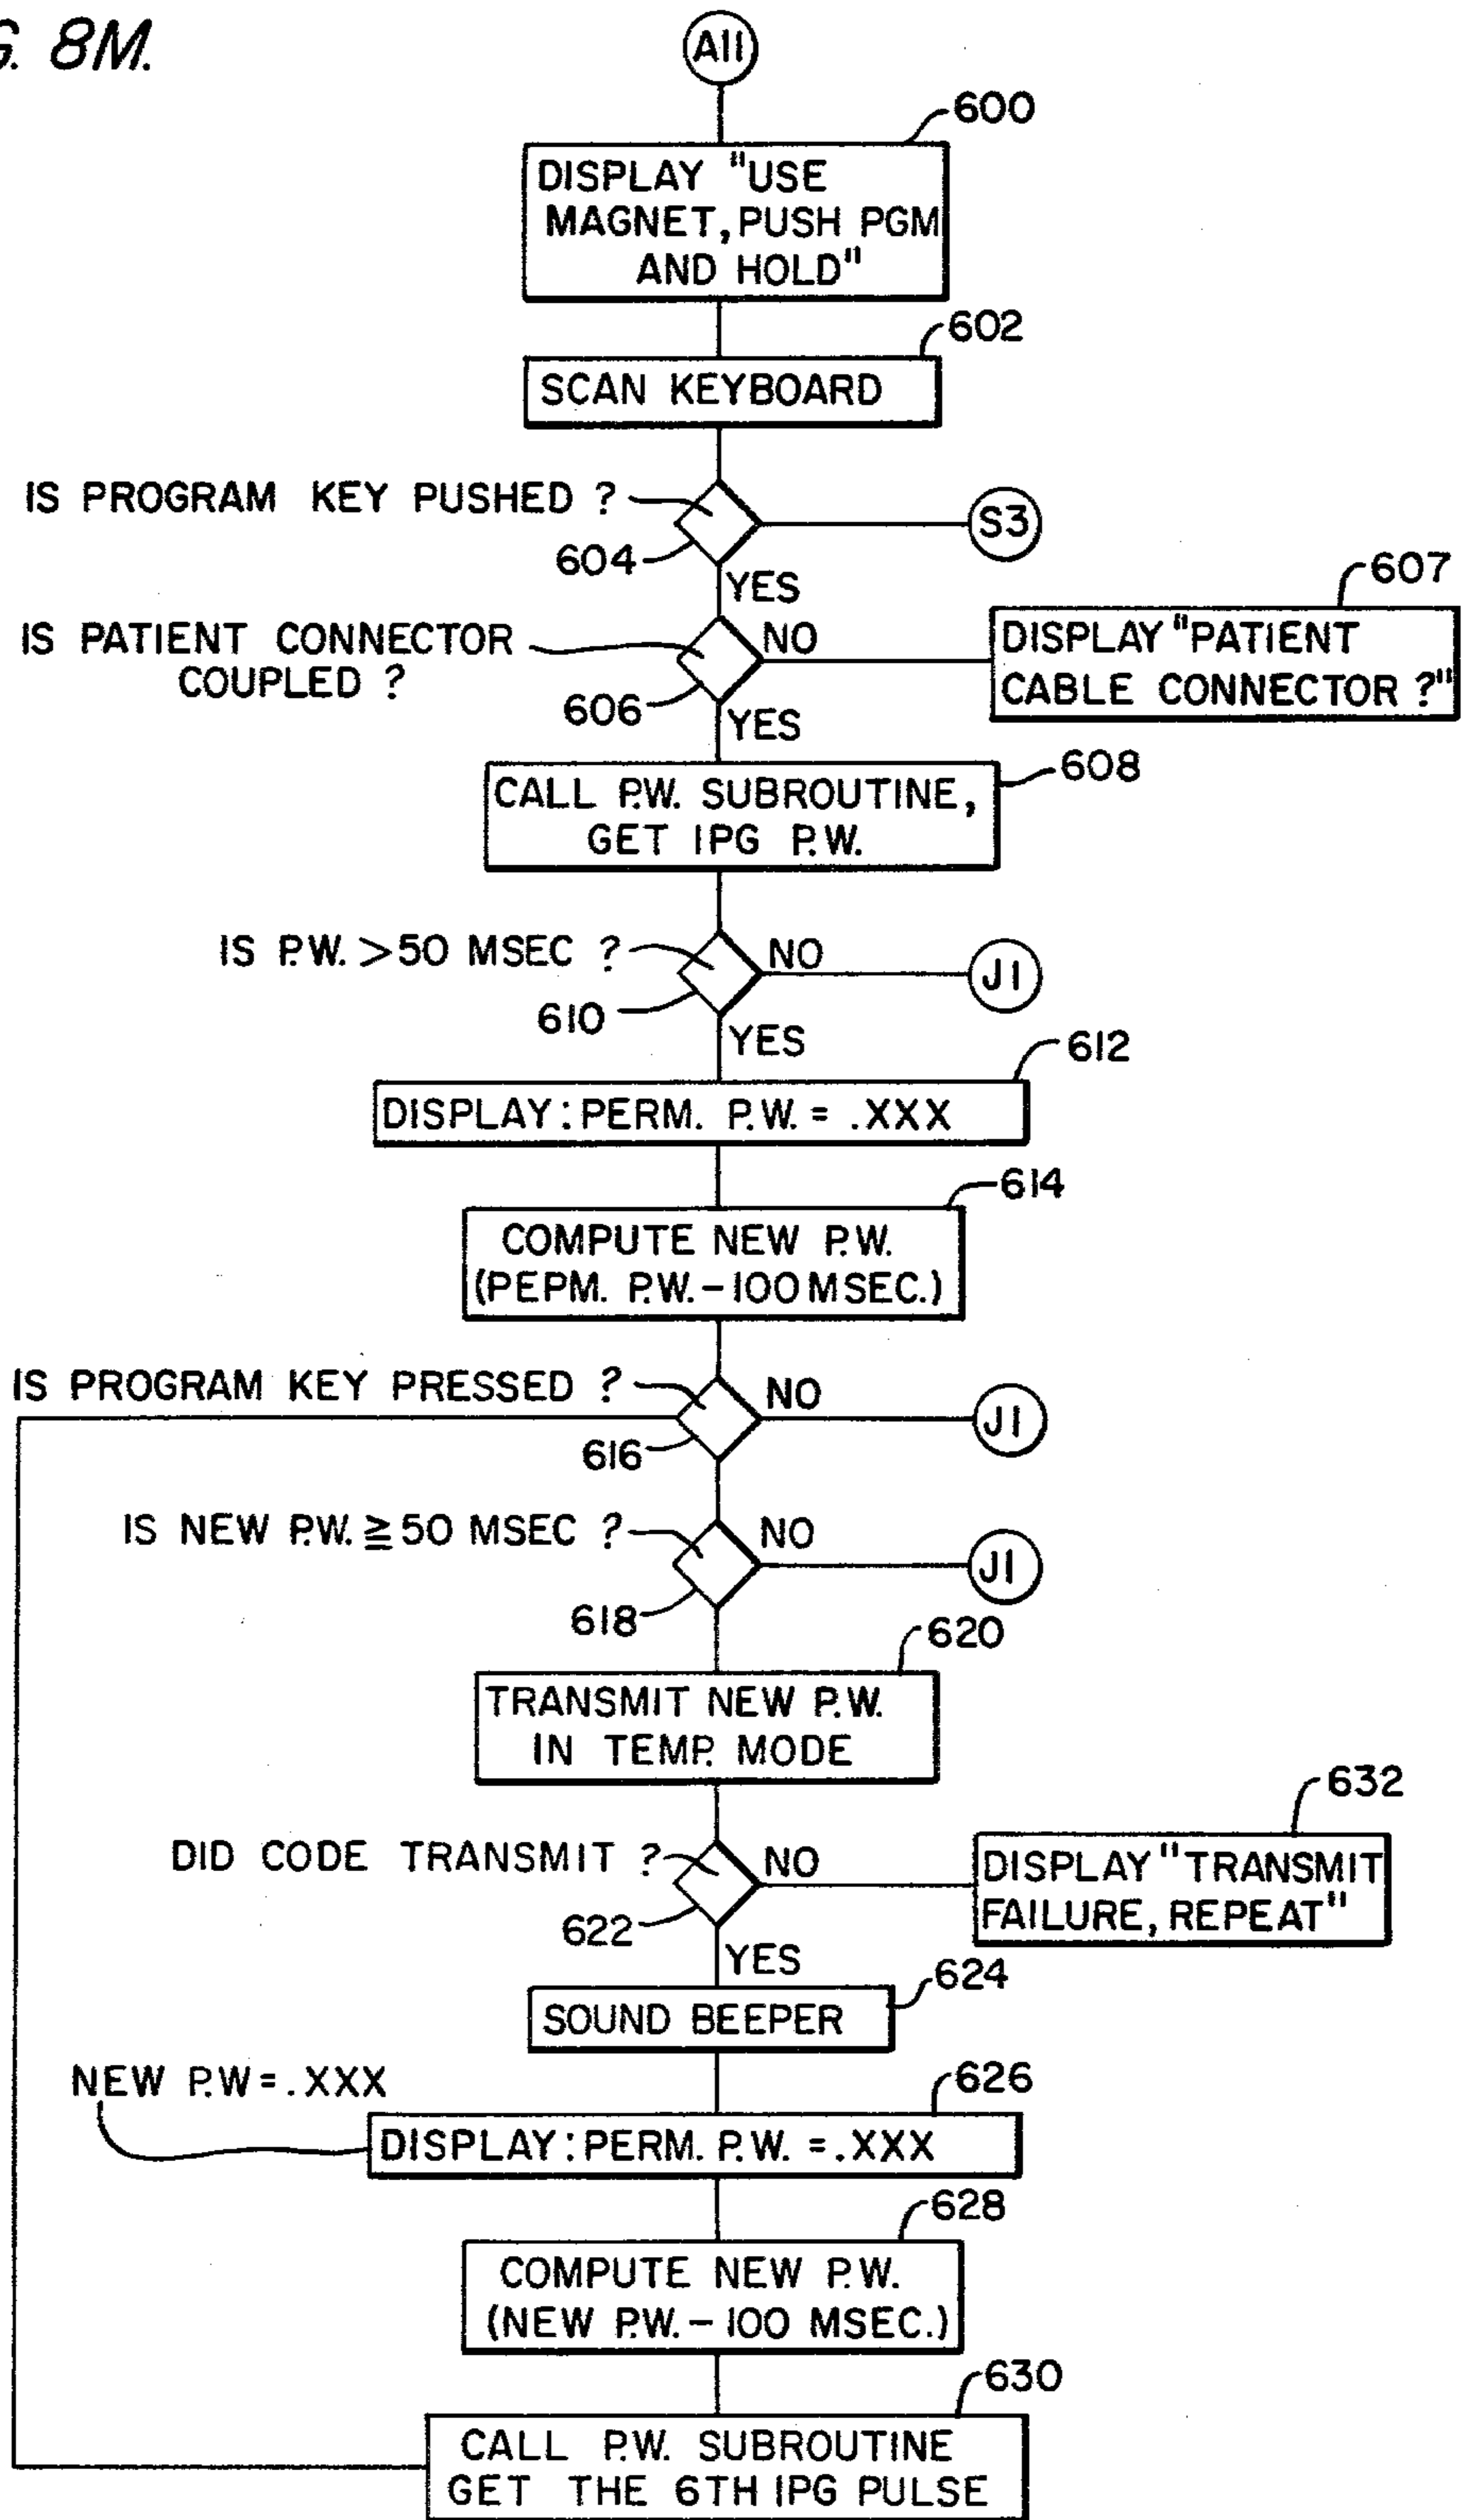 G. 8M.
A11
600
DISPLAY "USE
MAGNET, PUSH PGM
AND HOLD"
602
SCAN KEYBOARD
IS PROGRAM KEY PUSHED ?
S3
604
YES
607
IS PATIENT CONNECTOR
COUPLED ?
NO
DISPLAY "PATIENT
CABLE CONNECTOR ?"
606
YES
608
CALL P.W. SUBROUTINE,
GET IPG P.W.
IS P.W. > 50 MSEC ?
NO
J1
610
YES
612
DISPLAY : PERM. P.W. = .XXX
614
COMPUTE NEW P.W.
(PEPM. P.W. - 100 MSEC.)
IS PROGRAM KEY PRESSED ?
NO
J1
616
IS NEW P.W. ≧ 50 MSEC ?
NO
J1
618
620
TRANSMIT NEW P.W.
IN TEMP. MODE
632
DID CODE TRANSMIT ?
NO
DISPLAY "TRANSMIT
FAILURE, REPEAT"
622
YES
624
SOUND BEEPER
NEW P.W = .XXX
626
DISPLAY : PERM. P.W. = .XXX
628
COMPUTE NEW P.W.
(NEW P.W. - 100 MSEC.)
630
CALL P.W. SUBROUTINE
GET THE 6TH IPG PULSE